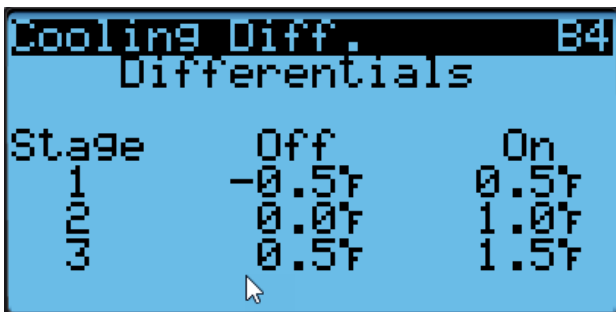 Cooling Diff. B4
Differentials
Stage Off On
1 -0.5°F 0.5°F
2 0.0°F 1.0°F
3 0.5°F 1.5°F